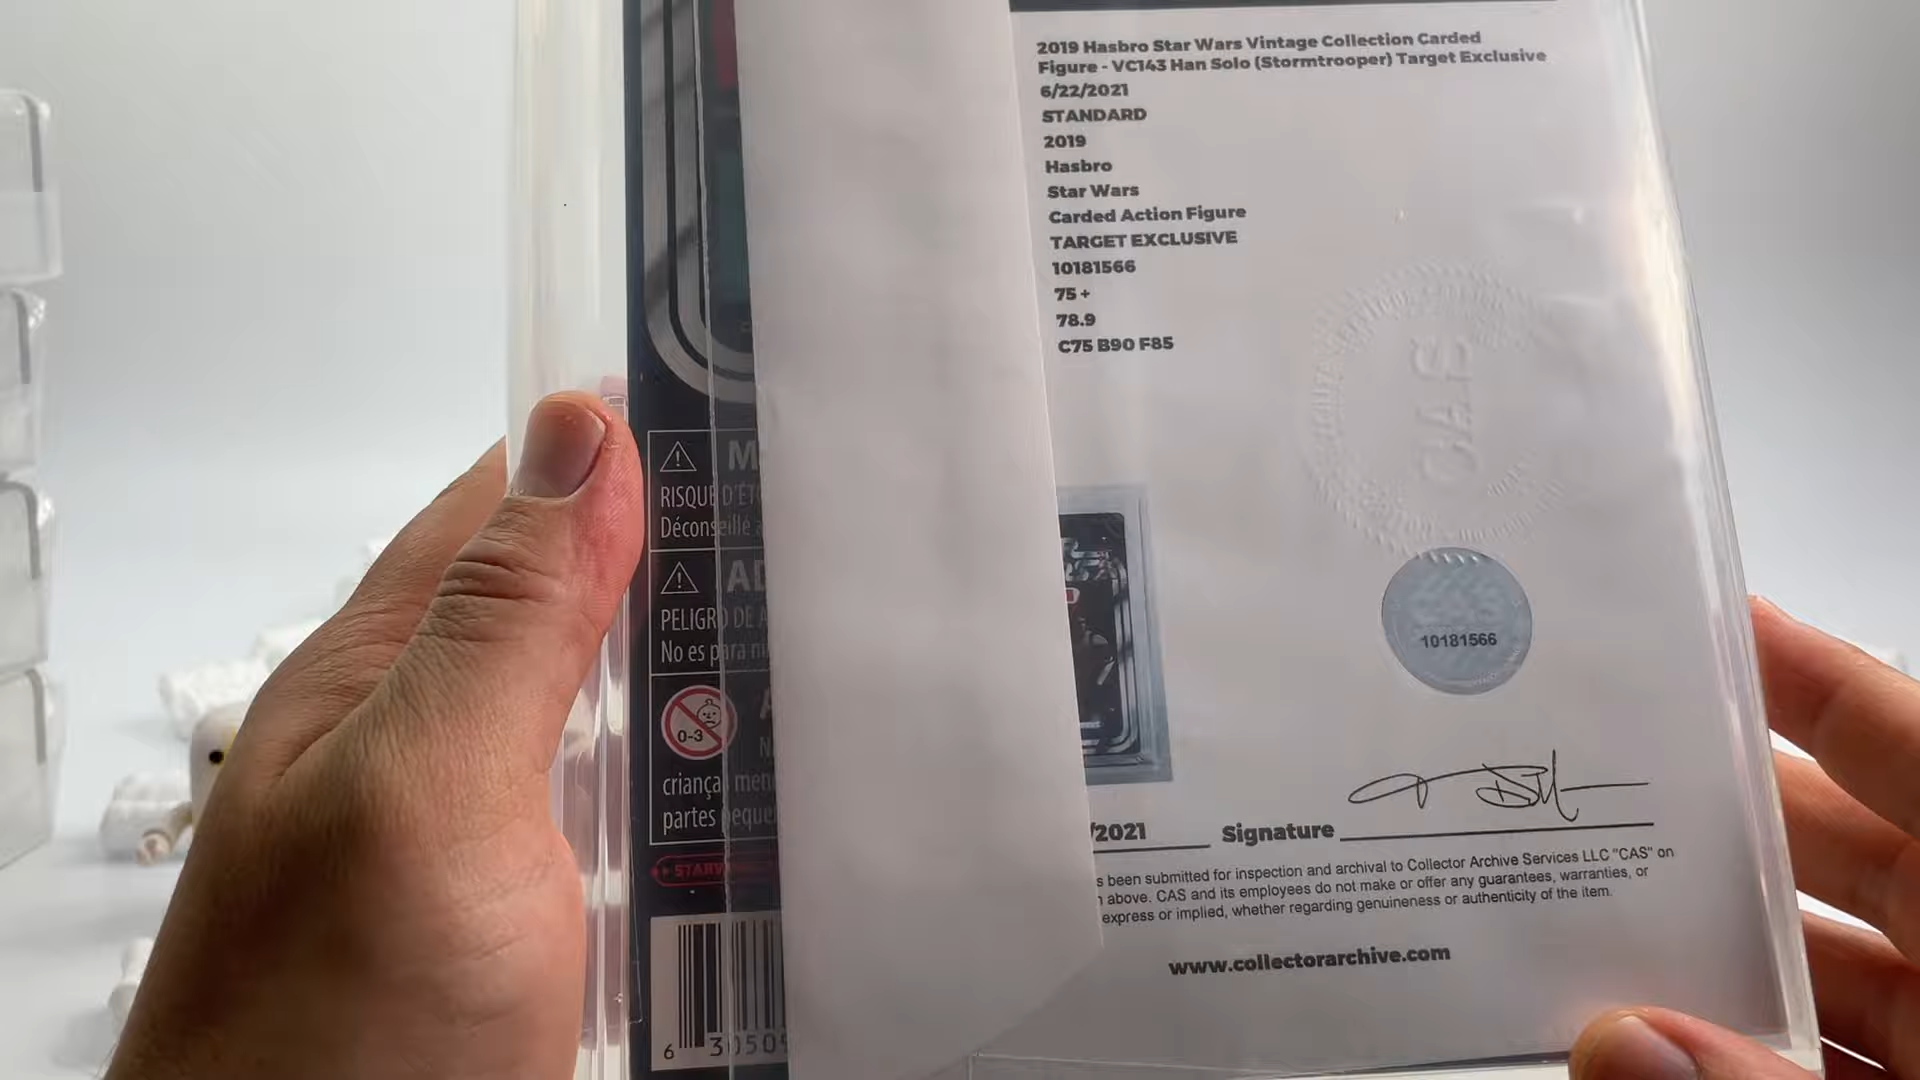 2019 Hasbro Star Wars Vintage Collection Carded
Figure - VC143 Han Solo (Stormtrooper) Target Exclusive
6/22/2021
STANDARD
2019
Hasbro
Star Wars
Carded Action Figure
TARGET EXCLUSIVE
10181566
75 +
78.9
C75 B90 F85
CAS
10181566
/2021 Signature
been submitted for inspection and archival to Collector Archive Services LLC "CAS" on
above. CAS and its employees do not make or offer any guarantees, warranties, or
express or implied, whether regarding genuineness or authenticity of the item.
www.collectorarchive.com
RISQUE D'ÉT
Déconseillé a
PELIGRO DE A
No es para ni
0-3
criança men
partes peque
6 30509